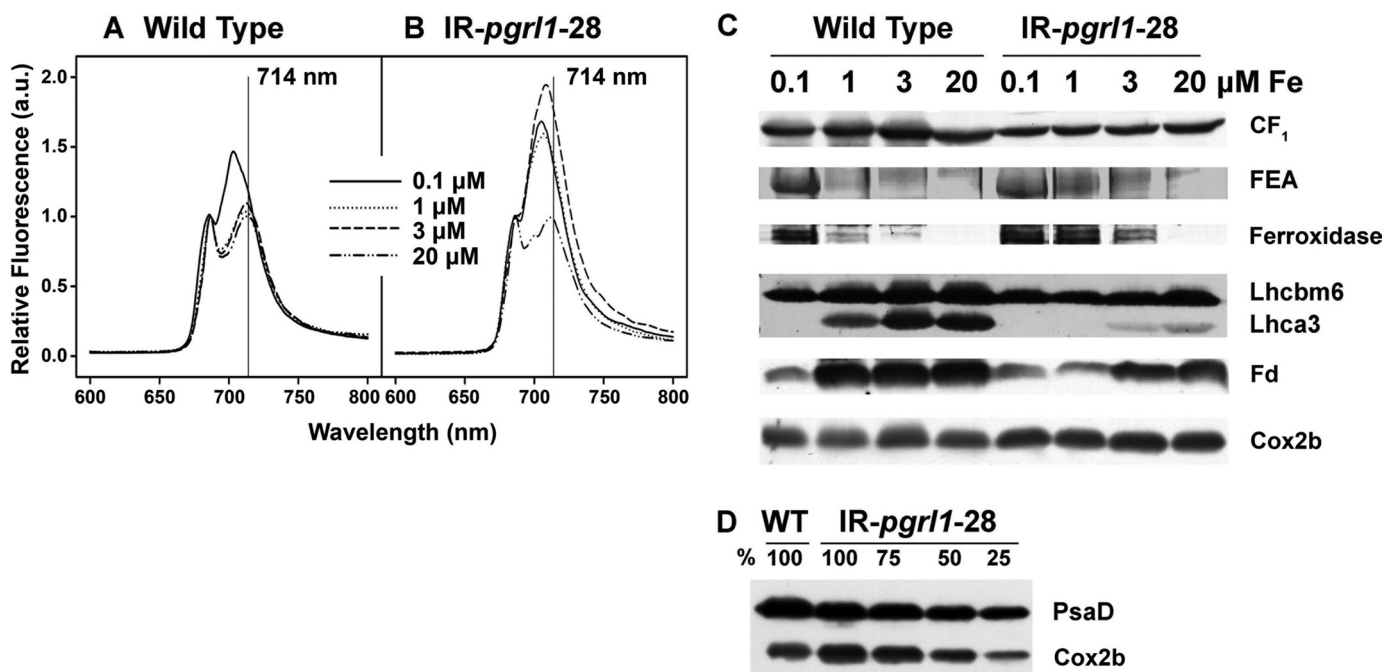 A Wild Type
B IR-pgrl1-28
714 nm
714 nm
Relative Fluorescence (a.u.)
2.0
1.5
1.0
0.5
0.0
0.1 µM
1 µM
3 µM
20 µM
600 650 700 750 800
600 650 700 750 800
Wavelength (nm)
C
Wild Type IR-pgrl1-28
0.1 1 3 20 0.1 1 3 20 µM Fe
CF1
FEA
Ferroxidase
Lhcbm6
Lhca3
Fd
Cox2b
D WT IR-pgrl1-28
% 100 100 75 50 25
PsaD
Cox2b